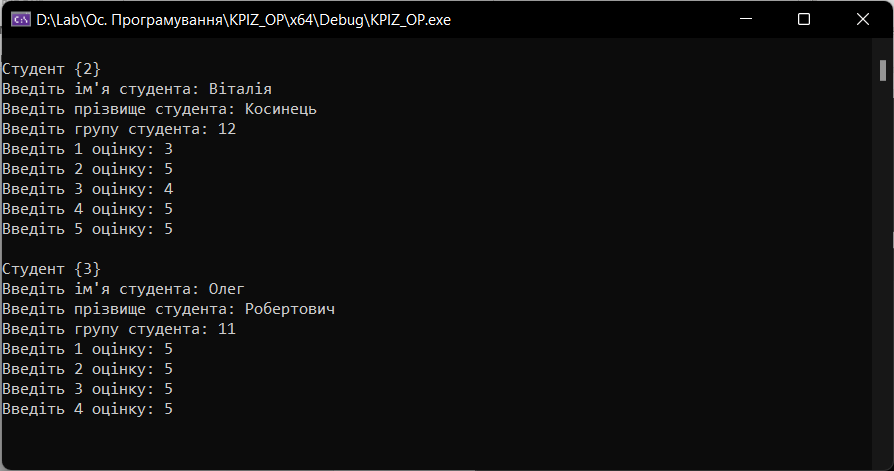 D:\Lab\Ос. Програмування\KPIZ_OP\x64\Debug\KPIZ_OP.exe
Студент {2}
Введіть ім'я студента: Віталія
Введіть прізвище студента: Косинець
Введіть групу студента: 12
Введіть 1 оцінку: 3
Введіть 2 оцінку: 5
Введіть 3 оцінку: 4
Введіть 4 оцінку: 5
Введіть 5 оцінку: 5
Студент {3}
Введіть ім'я студента: Олег
Введіть прізвище студента: Робертович
Введіть групу студента: 11
Введіть 1 оцінку: 5
Введіть 2 оцінку: 5
Введіть 3 оцінку: 5
Введіть 4 оцінку: 5